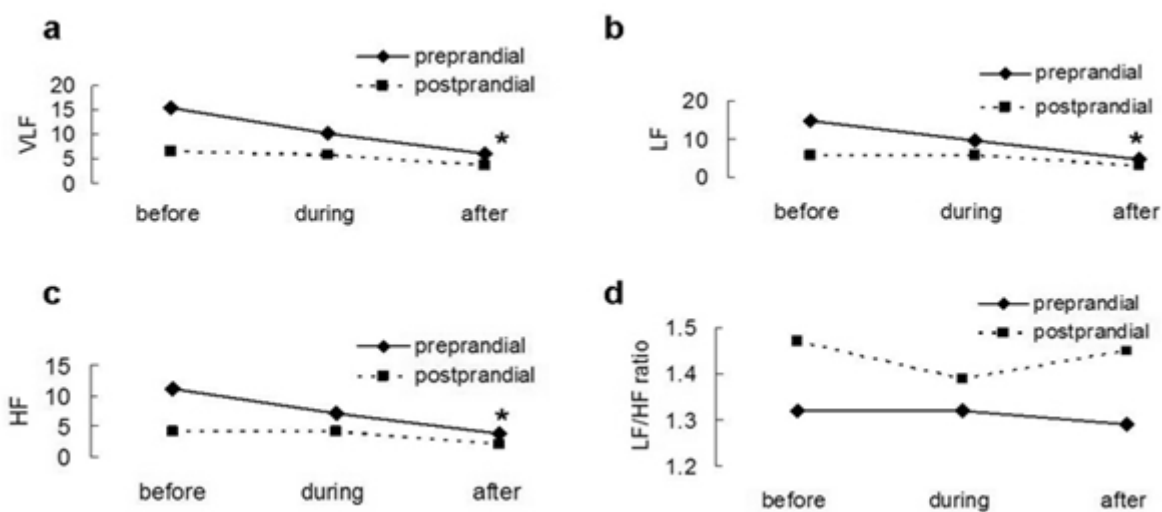 a
preprandial
postprandial
VLF
20
15
10
5
0
*
before during after
b
preprandial
postprandial
LF
20
10
0
*
before during after
c
preprandial
postprandial
HF
15
10
5
0
*
before during after
d
preprandial
postprandial
LF/HF ratio
1.5
1.4
1.3
1.2
before during after